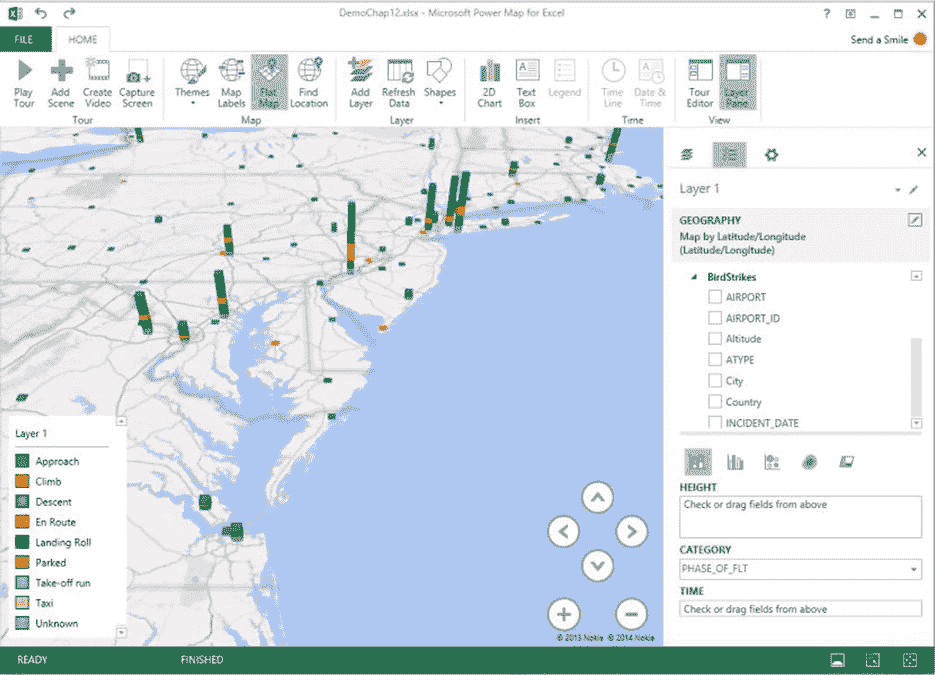 DemoChap12.xlsx - Microsoft Power Map for Excel
?
FILE
HOME
Send a Smile
Play Tour
Add Scene
Create Video
Capture Screen
Themes
Map Labels
Flat Map
Find Location
Add Layer
Refresh Data
Shapes
2D Chart
Text Box
Legend
Time Line
Date & Time
Tour Editor
Layer Pane
Tour
Map
Layer
Insert
Time
View
Layer 1
GEOGRAPHY
Map by Latitude/Longitude
(Latitude/Longitude)
BirdStrikes
AIRPORT
AIRPORT_ID
Altitude
ATYPE
City
Country
INCIDENT_DATE
HEIGHT
Check or drag fields from above
CATEGORY
PHASE_OF_FLT
TIME
Check or drag fields from above
Layer 1
Approach
Climb
Descent
En Route
Landing Roll
Parked
Take-off run
Taxi
Unknown
© 2013 Nokia © 2014 Nokia
READY
FINISHED